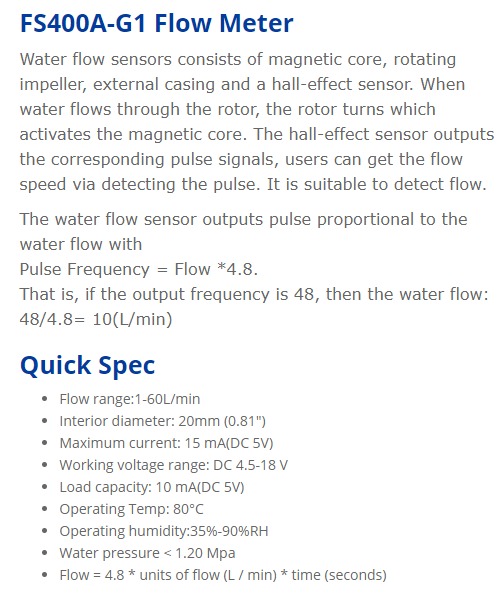 FS400A-G1 Flow Meter
Water flow sensors consists of magnetic core, rotating
impeller, external casing and a hall-effect sensor. When
water flows through the rotor, the rotor turns which
activates the magnetic core. The hall-effect sensor outputs
the corresponding pulse signals, users can get the flow
speed via detecting the pulse. It is suitable to detect flow.
The water flow sensor outputs pulse proportional to the
water flow with
Pulse Frequency = Flow *4.8.
That is, if the output frequency is 48, then the water flow:
48/4.8= 10(L/min)
Quick Spec
• Flow range:1-60L/min
• Interior diameter: 20mm (0.81")
• Maximum current: 15 mA(DC 5V)
• Working voltage range: DC 4.5-18 V
• Load capacity: 10 mA(DC 5V)
• Operating Temp: 80°C
• Operating humidity:35%-90%RH
• Water pressure < 1.20 Mpa
• Flow = 4.8 * units of flow (L / min) * time (seconds)